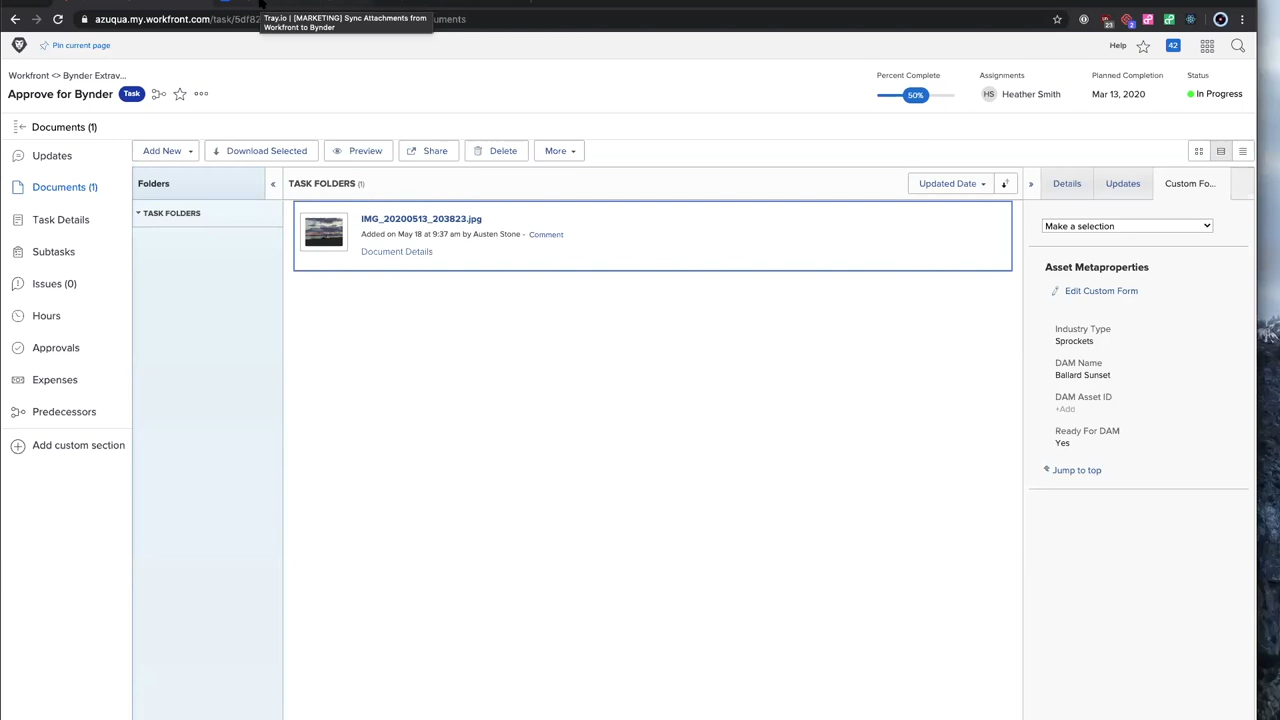 azuqua.my.workfront.com/task/5df82
cuments
Tray.io | [MARKETING] Sync Attachments from
Workfront to Bynder
23
Pin current page
Help
42
Workfront <> Bynder Extrav...
Approve for Bynder
Task
Percent Complete
50%
Assignments
HS
Heather Smith
Planned Completion
Mar 13, 2020
Status
In Progress
Documents (1)
Updates
Documents (1)
Task Details
Subtasks
Issues (0)
Hours
Approvals
Expenses
Predecessors
Add custom section
Add New
Download Selected
Preview
Share
Delete
More
Folders
«
TASK FOLDERS
TASK FOLDERS (1)
Updated Date
IMG_20200513_203823.jpg
Added on May 18 at 9:37 am by Austen Stone - Comment
Document Details
»
Details
Updates
Custom Fo...
Make a selection
Asset Metaproperties
Edit Custom Form
Industry Type
Sprockets
DAM Name
Ballard Sunset
DAM Asset ID
+Add
Ready For DAM
Yes
Jump to top